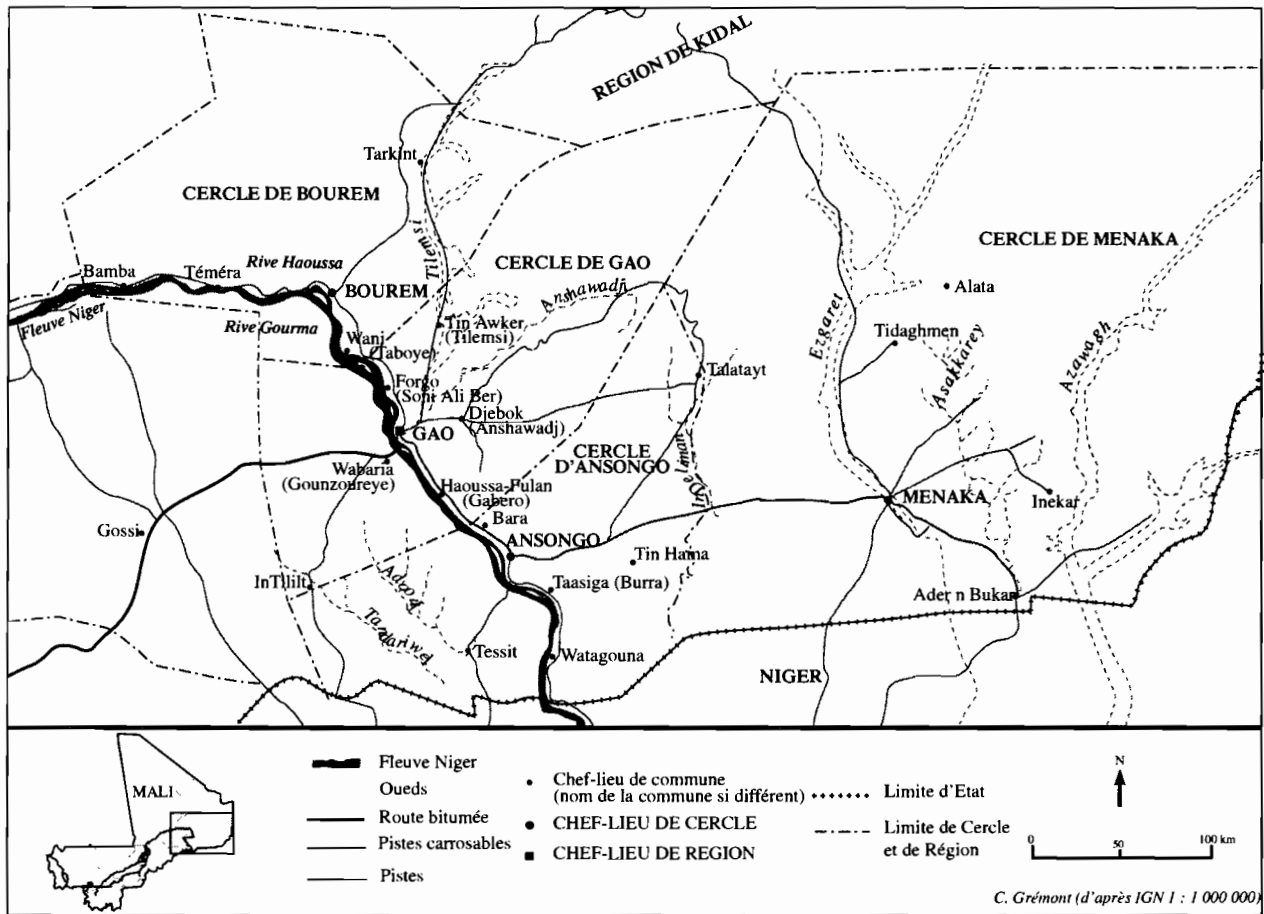 REGION DE KIDAL
Tarkint
CERCLE DE BOUREM
Tilemsi
CERCLE DE GAO
CERCLE DE MENAKA
Bamba
Téméra
Rive Haoussa
BOUREM
Anshawadji
Ezgaret
Alata
Fleuve Niger
Rive Gourma
Tin Awker
(Tilemsi)
Wani
(Taboye)
Tidaghmen
Asakkarey
Azawagh
Forgo
(Soni Ali Ber)
Talatayt
Djebok
(Anshawadj)
GAO
CERCLE
D'ANSONGO
In Deliman
Wabaria
(Gounzoureye)
Haoussa-Fulan
(Gabero)
Bara
MENAKA
Inekar
Gossi
ANSONGO
Tin Hama
InTililt
Taasiga (Burra)
Ader n Bukar
Tessit
Watagouna
NIGER
MALI
Fleuve Niger
Oueds
Route bitumée
Pistes carrosables
Pistes
Chef-lieu de commune
(nom de la commune si différent)
CHEF-LIEU DE CERCLE
CHEF-LIEU DE REGION
Limite d'Etat
Limite de Cercle
et de Région
N
0 50 100 km
C. Grémont (d'après IGN 1 : 1 000 000)